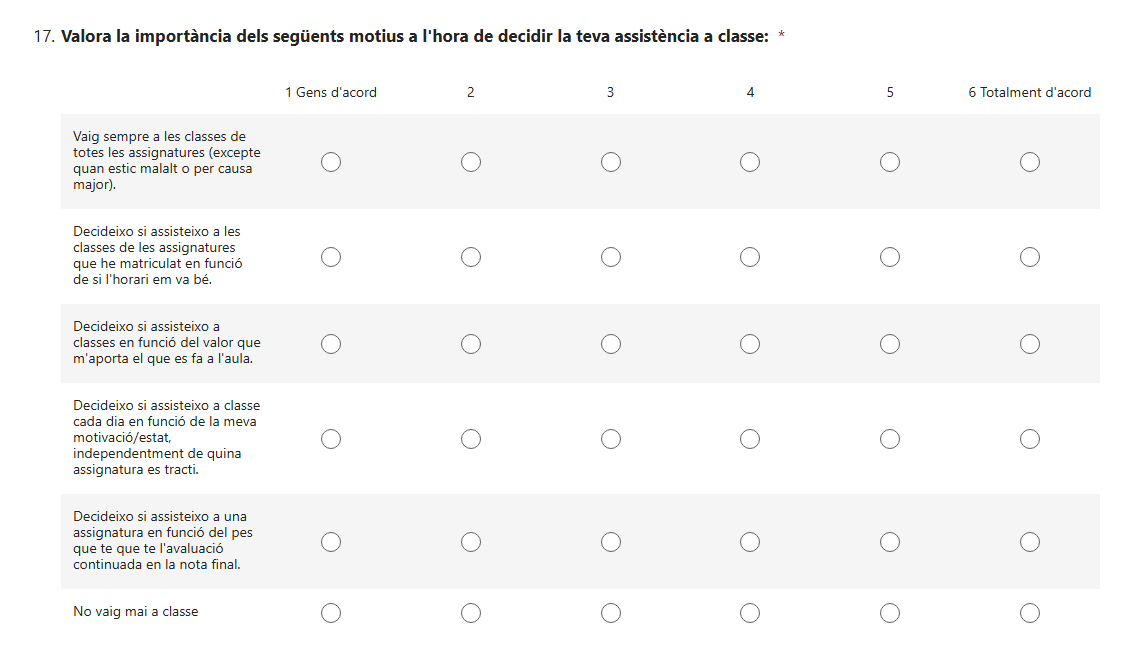 17. Valora la importància dels següents motius a l'hora de decidir la teva assistència a classe: *
1 Gens d'acord 2 3 4 5 6 Totalment d'acord
Vaig sempre a les classes de
totes les assignatures (excepte
quan estic malalt o per causa
major).
Decideixo si assisteixo a les
classes de les assignatures
que he matriculat en funció
de si l'horari em va bé.
Decideixo si assisteixo a
classes en funció del valor que
m'aporta el que es fa a l'aula.
Decideixo si assisteixo a classe
cada dia en funció de la meva
motivació/estat,
independentment de quina
assignatura es tracti.
Decideixo si assisteixo a una
assignatura en funció del pes
que te que te l'avaluació
continuada en la nota final.
No vaig mai a classe